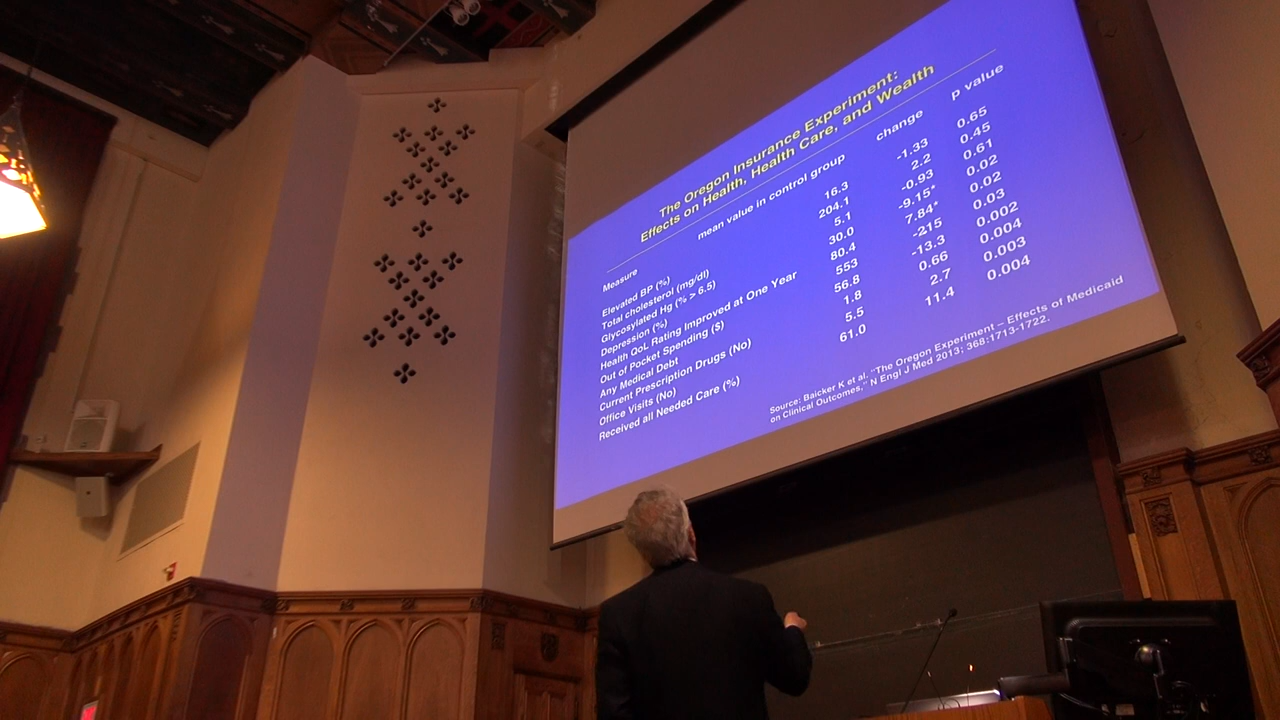 The Oregon Insurance Experiment:
Effects on Health, Health Care, and Wealth
Measure mean value in control group change p value
Elevated BP (%) 16.3 -1.33 0.65
Total cholesterol (mg/dl) 204.1 2.2 0.45
Glycosylated Hg (% > 6.5) 5.1 -0.93 0.61
Depression (%) 30.0 -9.15* 0.02
Health QoL Rating Improved at One Year 80.4 7.84* 0.02
Out of Pocket Spending ($) 553 -215 0.03
Any Medical Debt 56.8 -13.3 0.002
Current Prescription Drugs (No) 1.8 0.66 0.004
Office Visits (No) 5.5 2.7 0.003
Received all Needed Care (%) 61.0 11.4 0.004
Source: Baicker K et al. "The Oregon Experiment – Effects of Medicaid
on Clinical Outcomes," N Engl J Med 2013; 368:1713-1722.